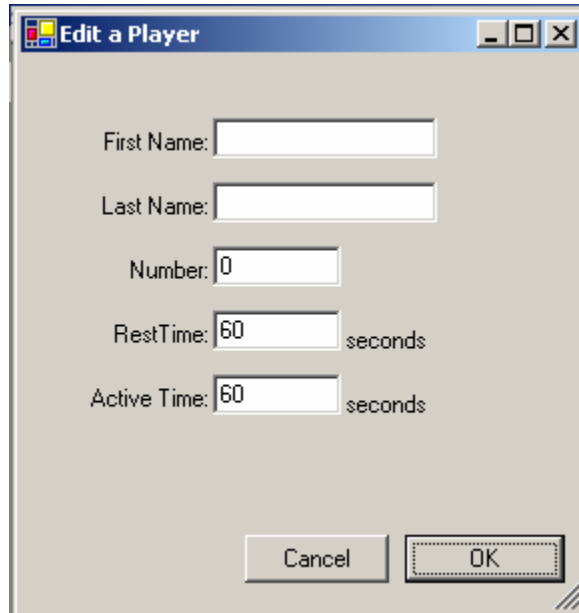 Edit a Player
First Name:
Last Name:
Number: 0
RestTime: 60 seconds
Active Time: 60 seconds
Cancel OK